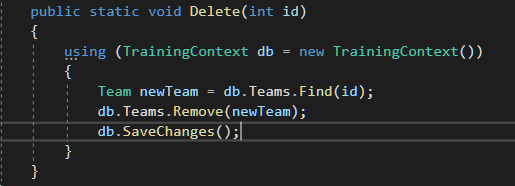 public static void Delete(int id)
{
using (TrainingContext db = new TrainingContext())
{
Team newTeam = db.Teams.Find(id);
db.Teams.Remove(newTeam);
db.SaveChanges();
}
}